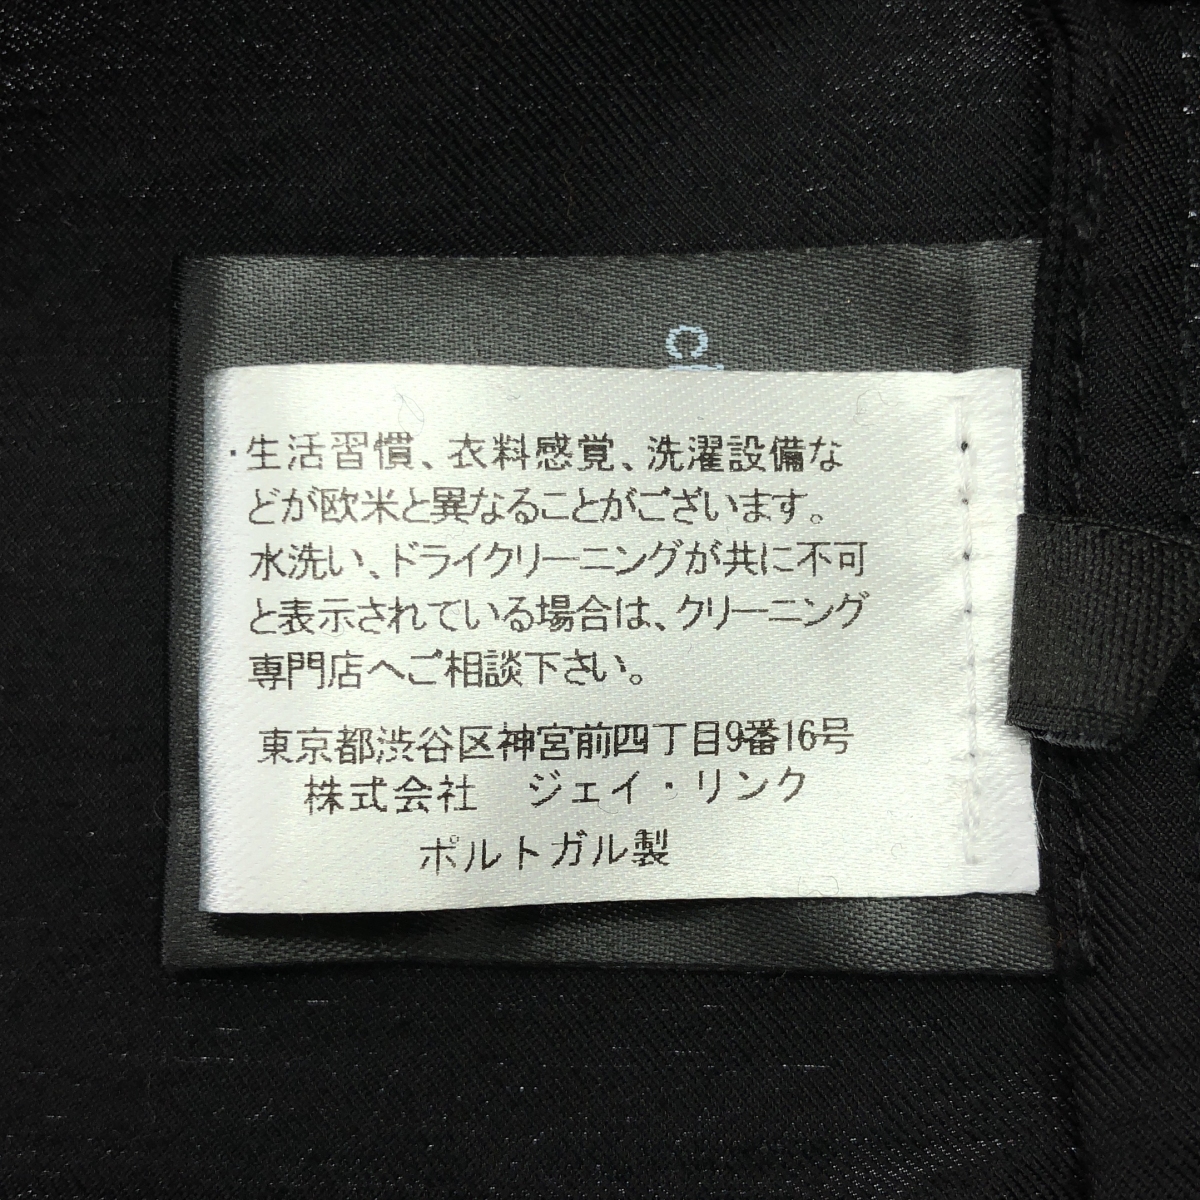 ・生活習慣、衣料感覚、洗濯設備な
どが欧米と異なることがございます。
水洗い、ドライクリーニングが共に不可
と表示されている場合は、クリーニング
専門店へご相談下さい。
東京都渋谷区神宮前四丁目9番16号
株式会社　ジェイ・リンク
ポルトガル製